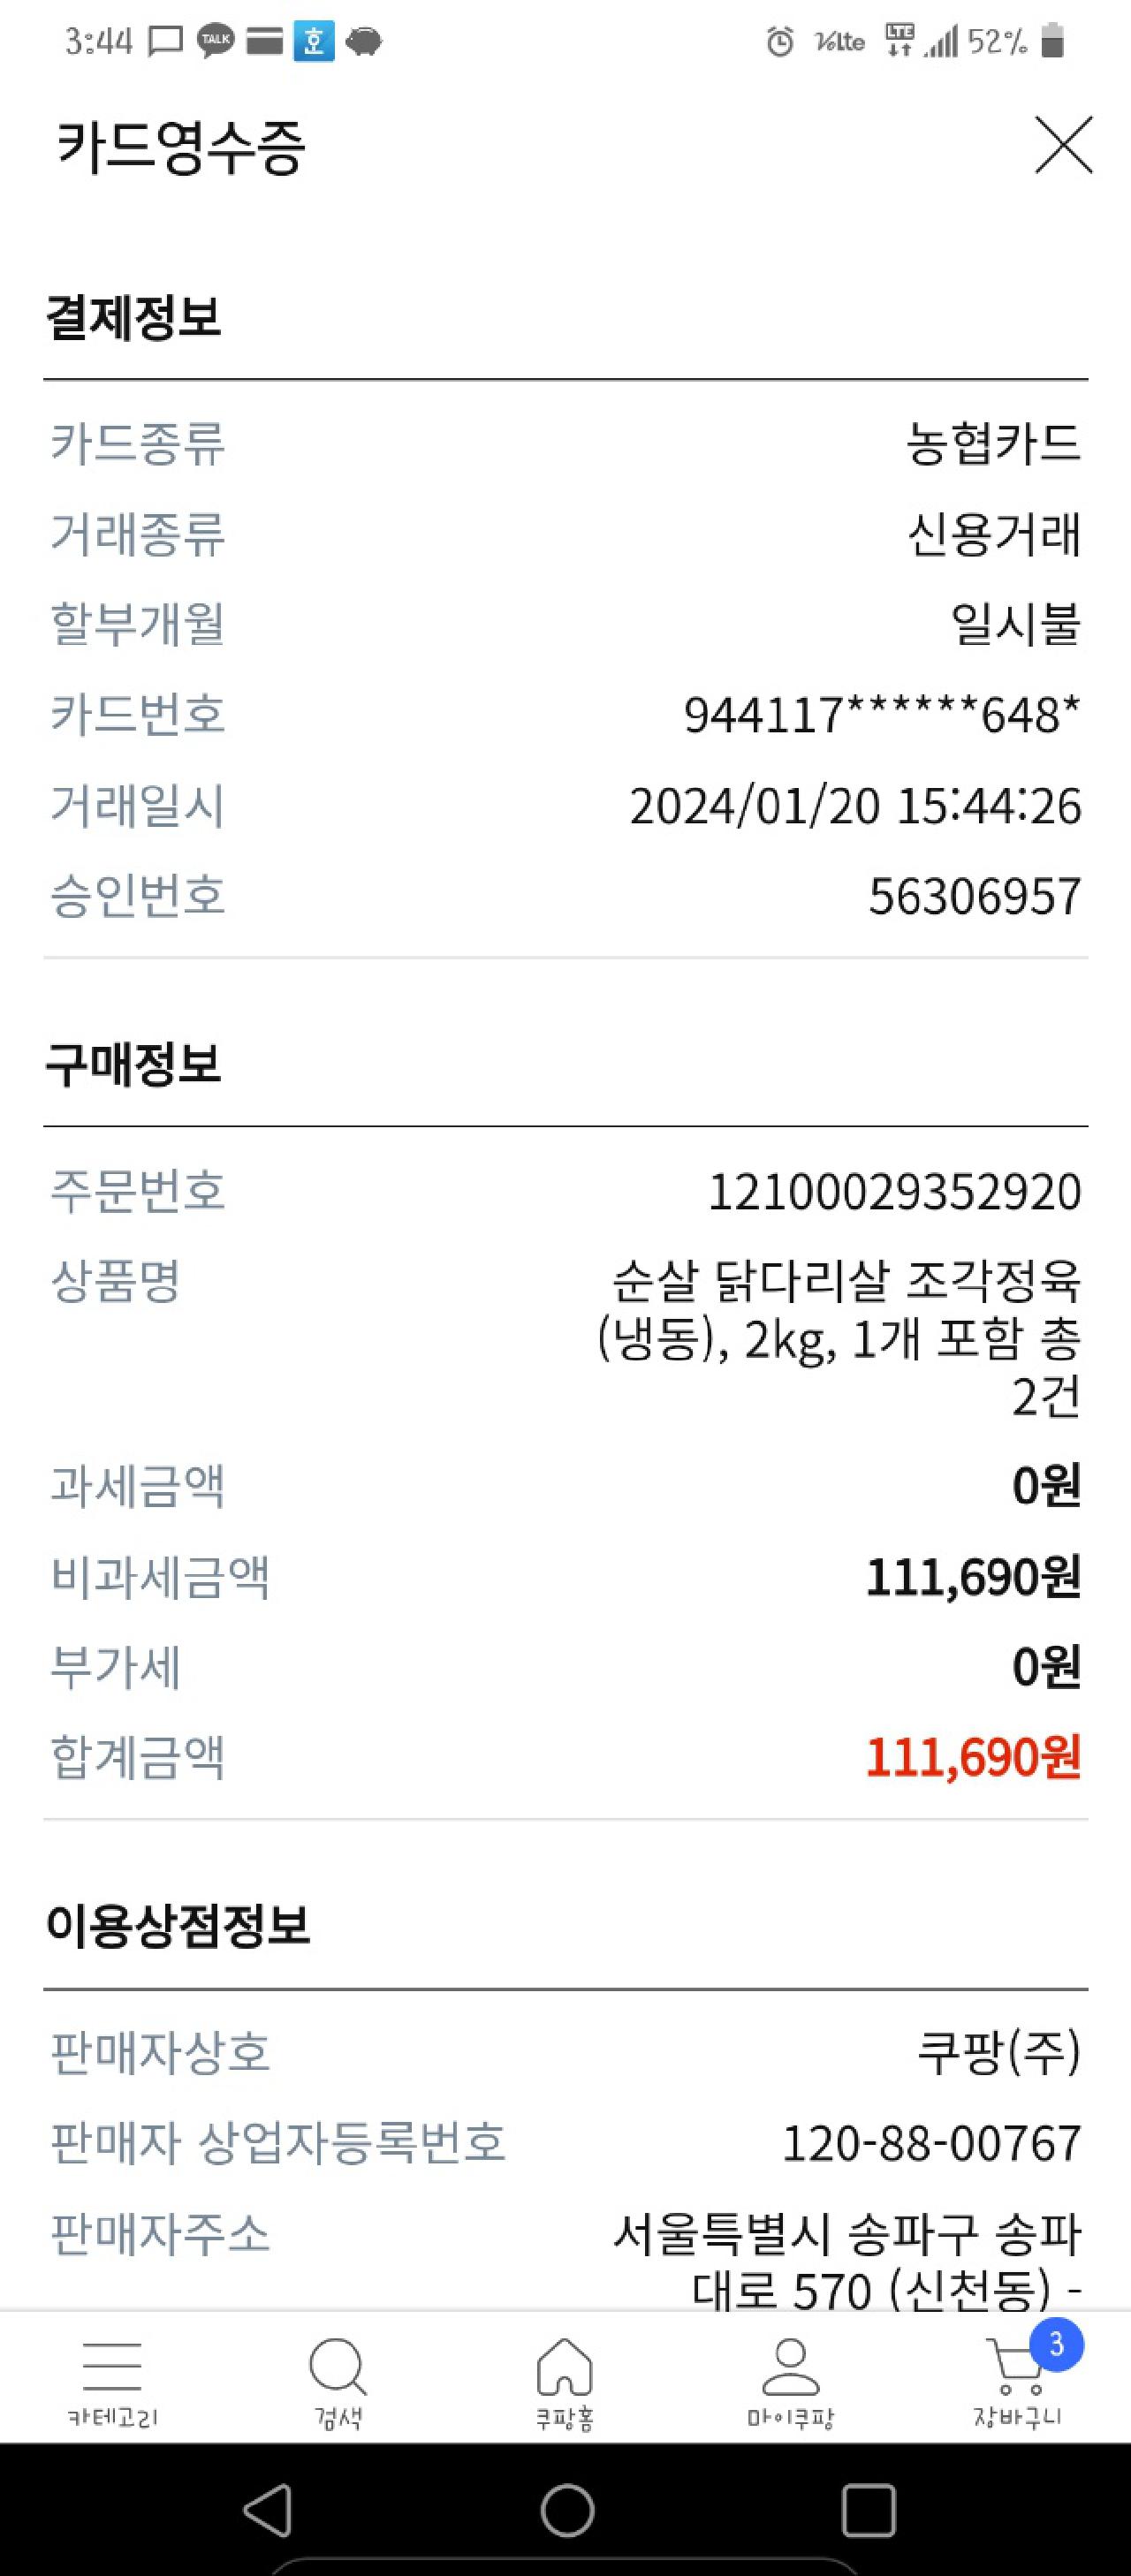 3:44 TALK 호 Volte LTE 52%
카드영수증
결제정보
카드종류 농협카드
거래종류 신용거래
할부개월 일시불
카드번호 944117******648*
거래일시 2024/01/20 15:44:26
승인번호 56306957
구매정보
주문번호 12100029352920
상품명 순살 닭다리살 조각정육
(냉동), 2kg, 1개 포함 총
2건
과세금액 0원
비과세금액 111,690원
부가세 0원
합계금액 111,690원
이용상점정보
판매자상호 쿠팡(주)
판매자 상업자등록번호 120-88-00767
판매자주소 서울특별시 송파구 송파
대로 570 (신천동) -
3
카테고리 검색 쿠팡홈 마이쿠팡 장바구니